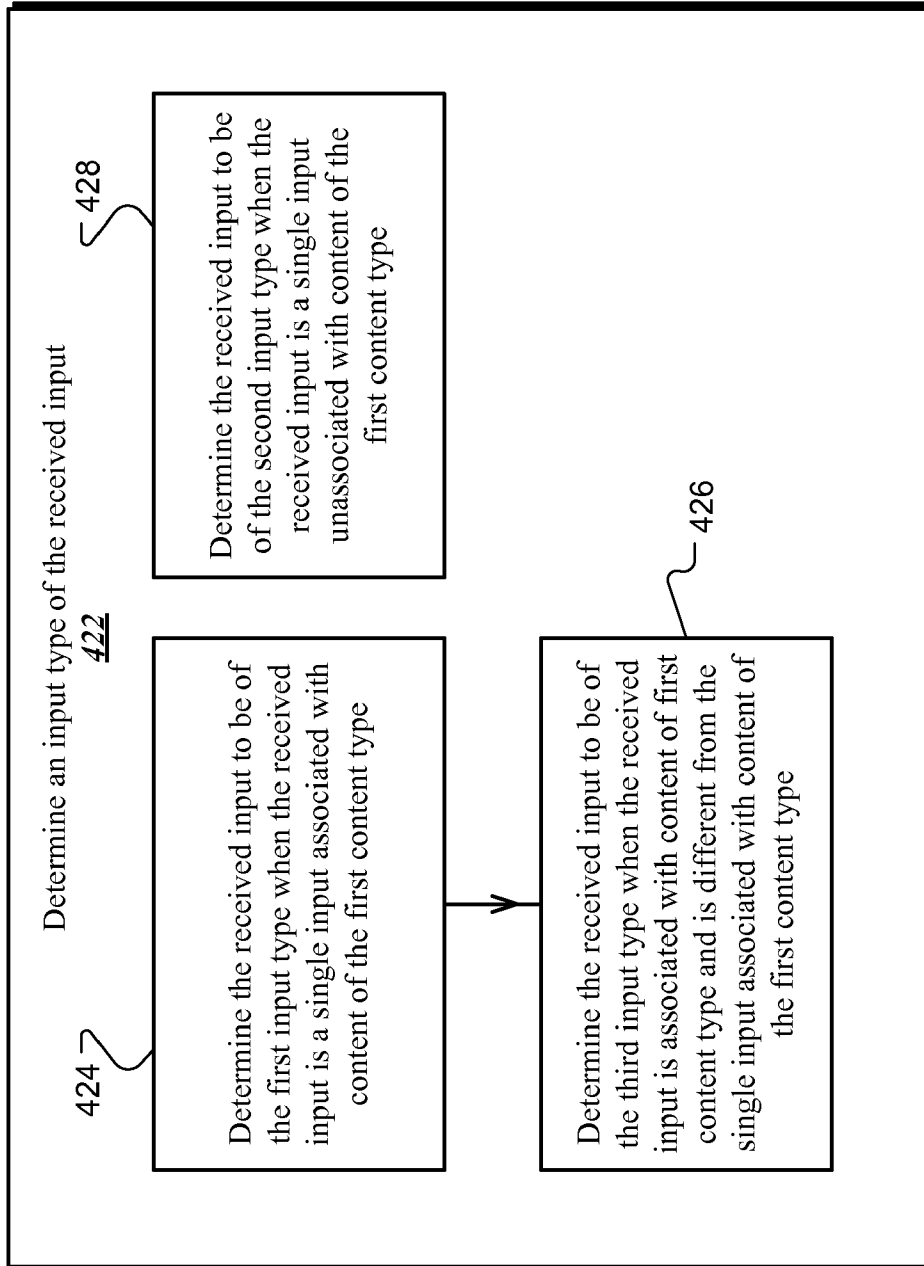 Determine an input type of the received input
422
424
Determine the received input to be of
the first input type when the received
input is a single input associated with
content of the first content type
428
Determine the received input to be
of the second input type when the
received input is a single input
unassociated with content of the
first content type
Determine the received input to be of
the third input type when the received
input is associated with content of first
content type and is different from the
single input associated with content of
the first content type
426